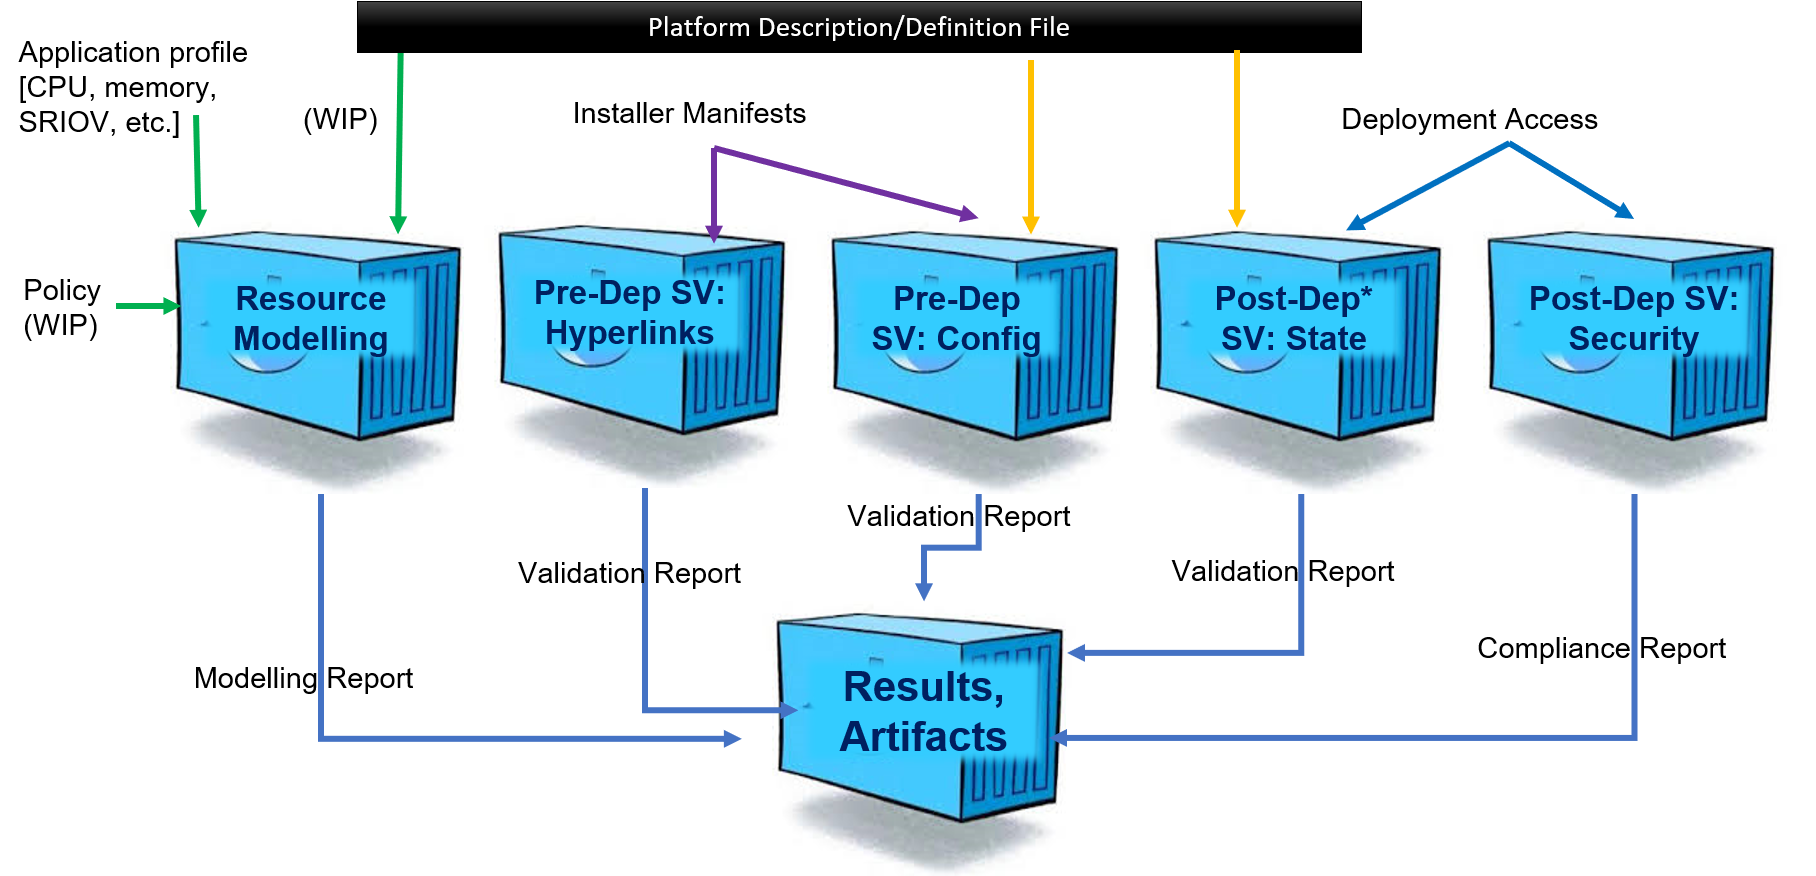 Platform Description/Definition File
Application profile
[CPU, memory,
SRIOV, etc.]
(WIP)
Installer Manifests
Deployment Access
Policy
(WIP)
Resource
Modelling
Pre-Dep SV:
Hyperlinks
Pre-Dep
SV: Config
Post-Dep*
SV: State
Post-Dep SV:
Security
Validation Report
Validation Report
Validation Report
Compliance Report
Modelling Report
Results,
Artifacts